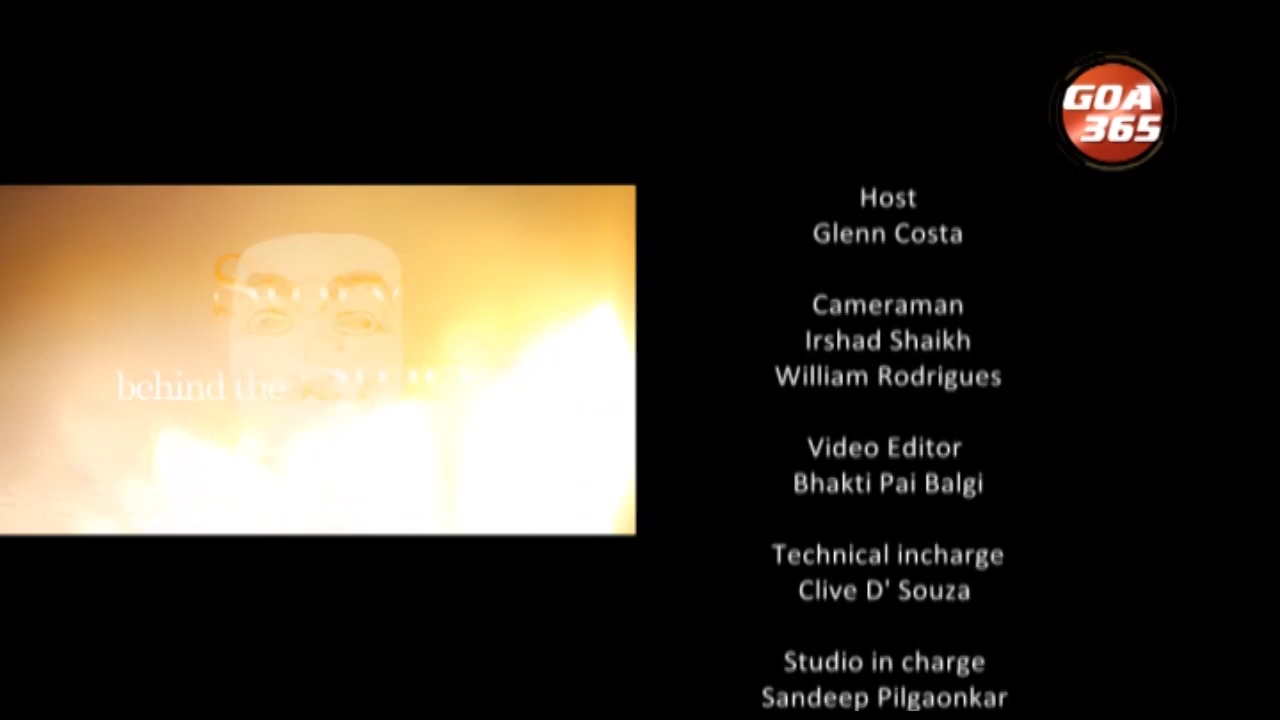 GOA
365
behind the
Host
Glenn Costa
Cameraman
Irshad Shaikh
William Rodrigues
Video Editor
Bhakti Pai Balgi
Technical incharge
Clive D' Souza
Studio in charge
Sandeep Pilgaonkar